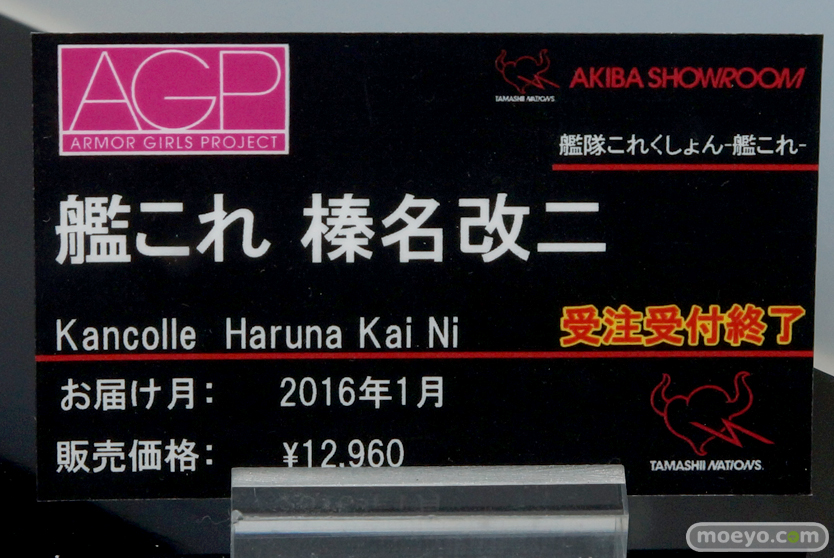 AGP
ARMOR GIRLS PROJECT
TAMASHII NATIONS
AKIBA SHOWROOM
艦隊これくしょん-艦これ-
艦これ 榛名改二
Kancolle Haruna Kai Ni
受注受付終了
お届け月: 2016年1月
販売価格: ¥12,960
TAMASHII NATIONS
moeyo.com